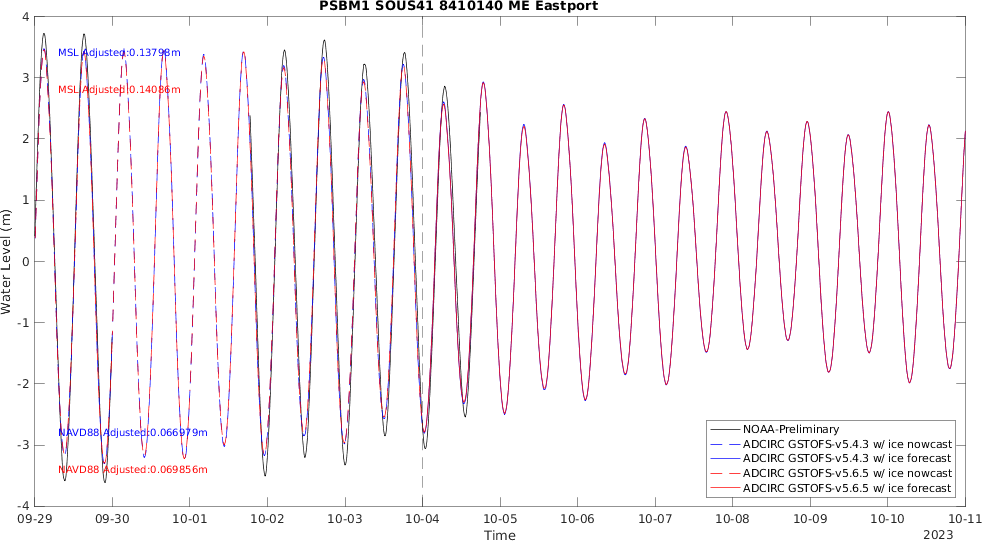 PSBM1 SOUS41 8410140 ME Eastport
Water Level (m)
4
3
2
1
0
-1
-2
-3
-4
MSL Adjusted:0.13798m
MSL Adjusted:0.14086m
NAVD88 Adjusted:0.066979m
NAVD88 Adjusted:0.069856m
NOAA-Preliminary
ADCIRC GSTOFS-v5.4.3 w/ ice nowcast
ADCIRC GSTOFS-v5.4.3 w/ ice forecast
ADCIRC GSTOFS-v5.6.5 w/ ice nowcast
ADCIRC GSTOFS-v5.6.5 w/ ice forecast
09-29 09-30 10-01 10-02 10-03 10-04 10-05 10-06 10-07 10-08 10-09 10-10 10-11
Time
2023